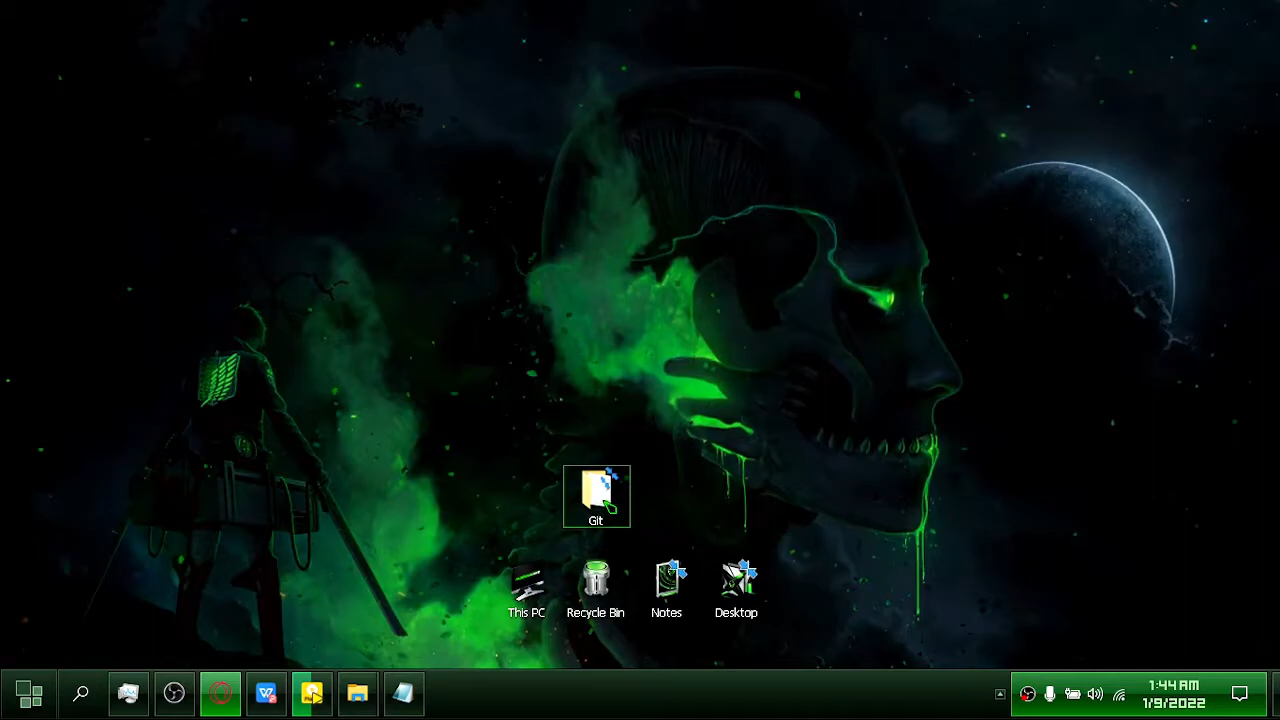 Git
This PC
Recycle Bin
Notes
Desktop
1:44 AM
1/9/2022